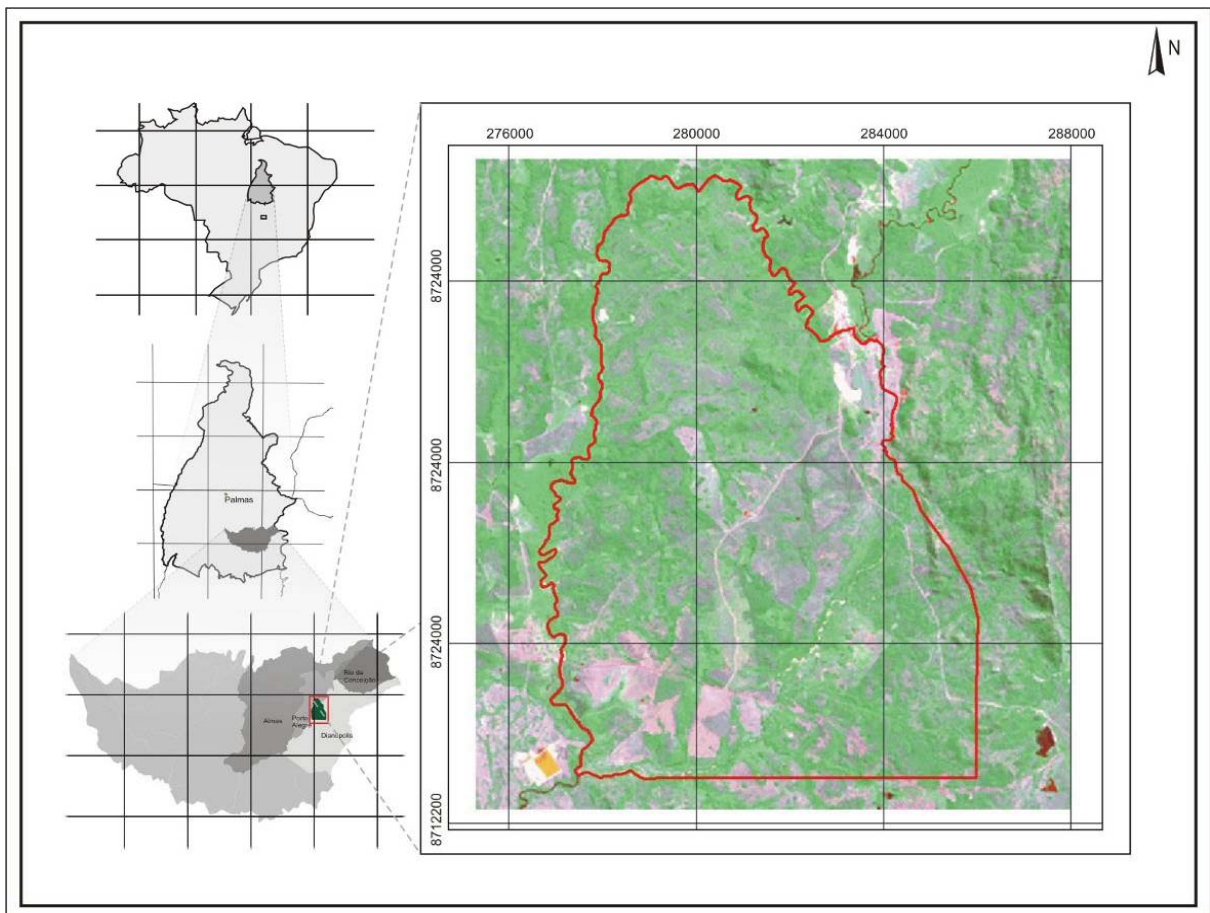 N
276000
280000
284000
288000
8724000
8724000
8724000
8712200
Palmas
Rio da
Conceição
Almas
Porto
Alegre
Dianópolis